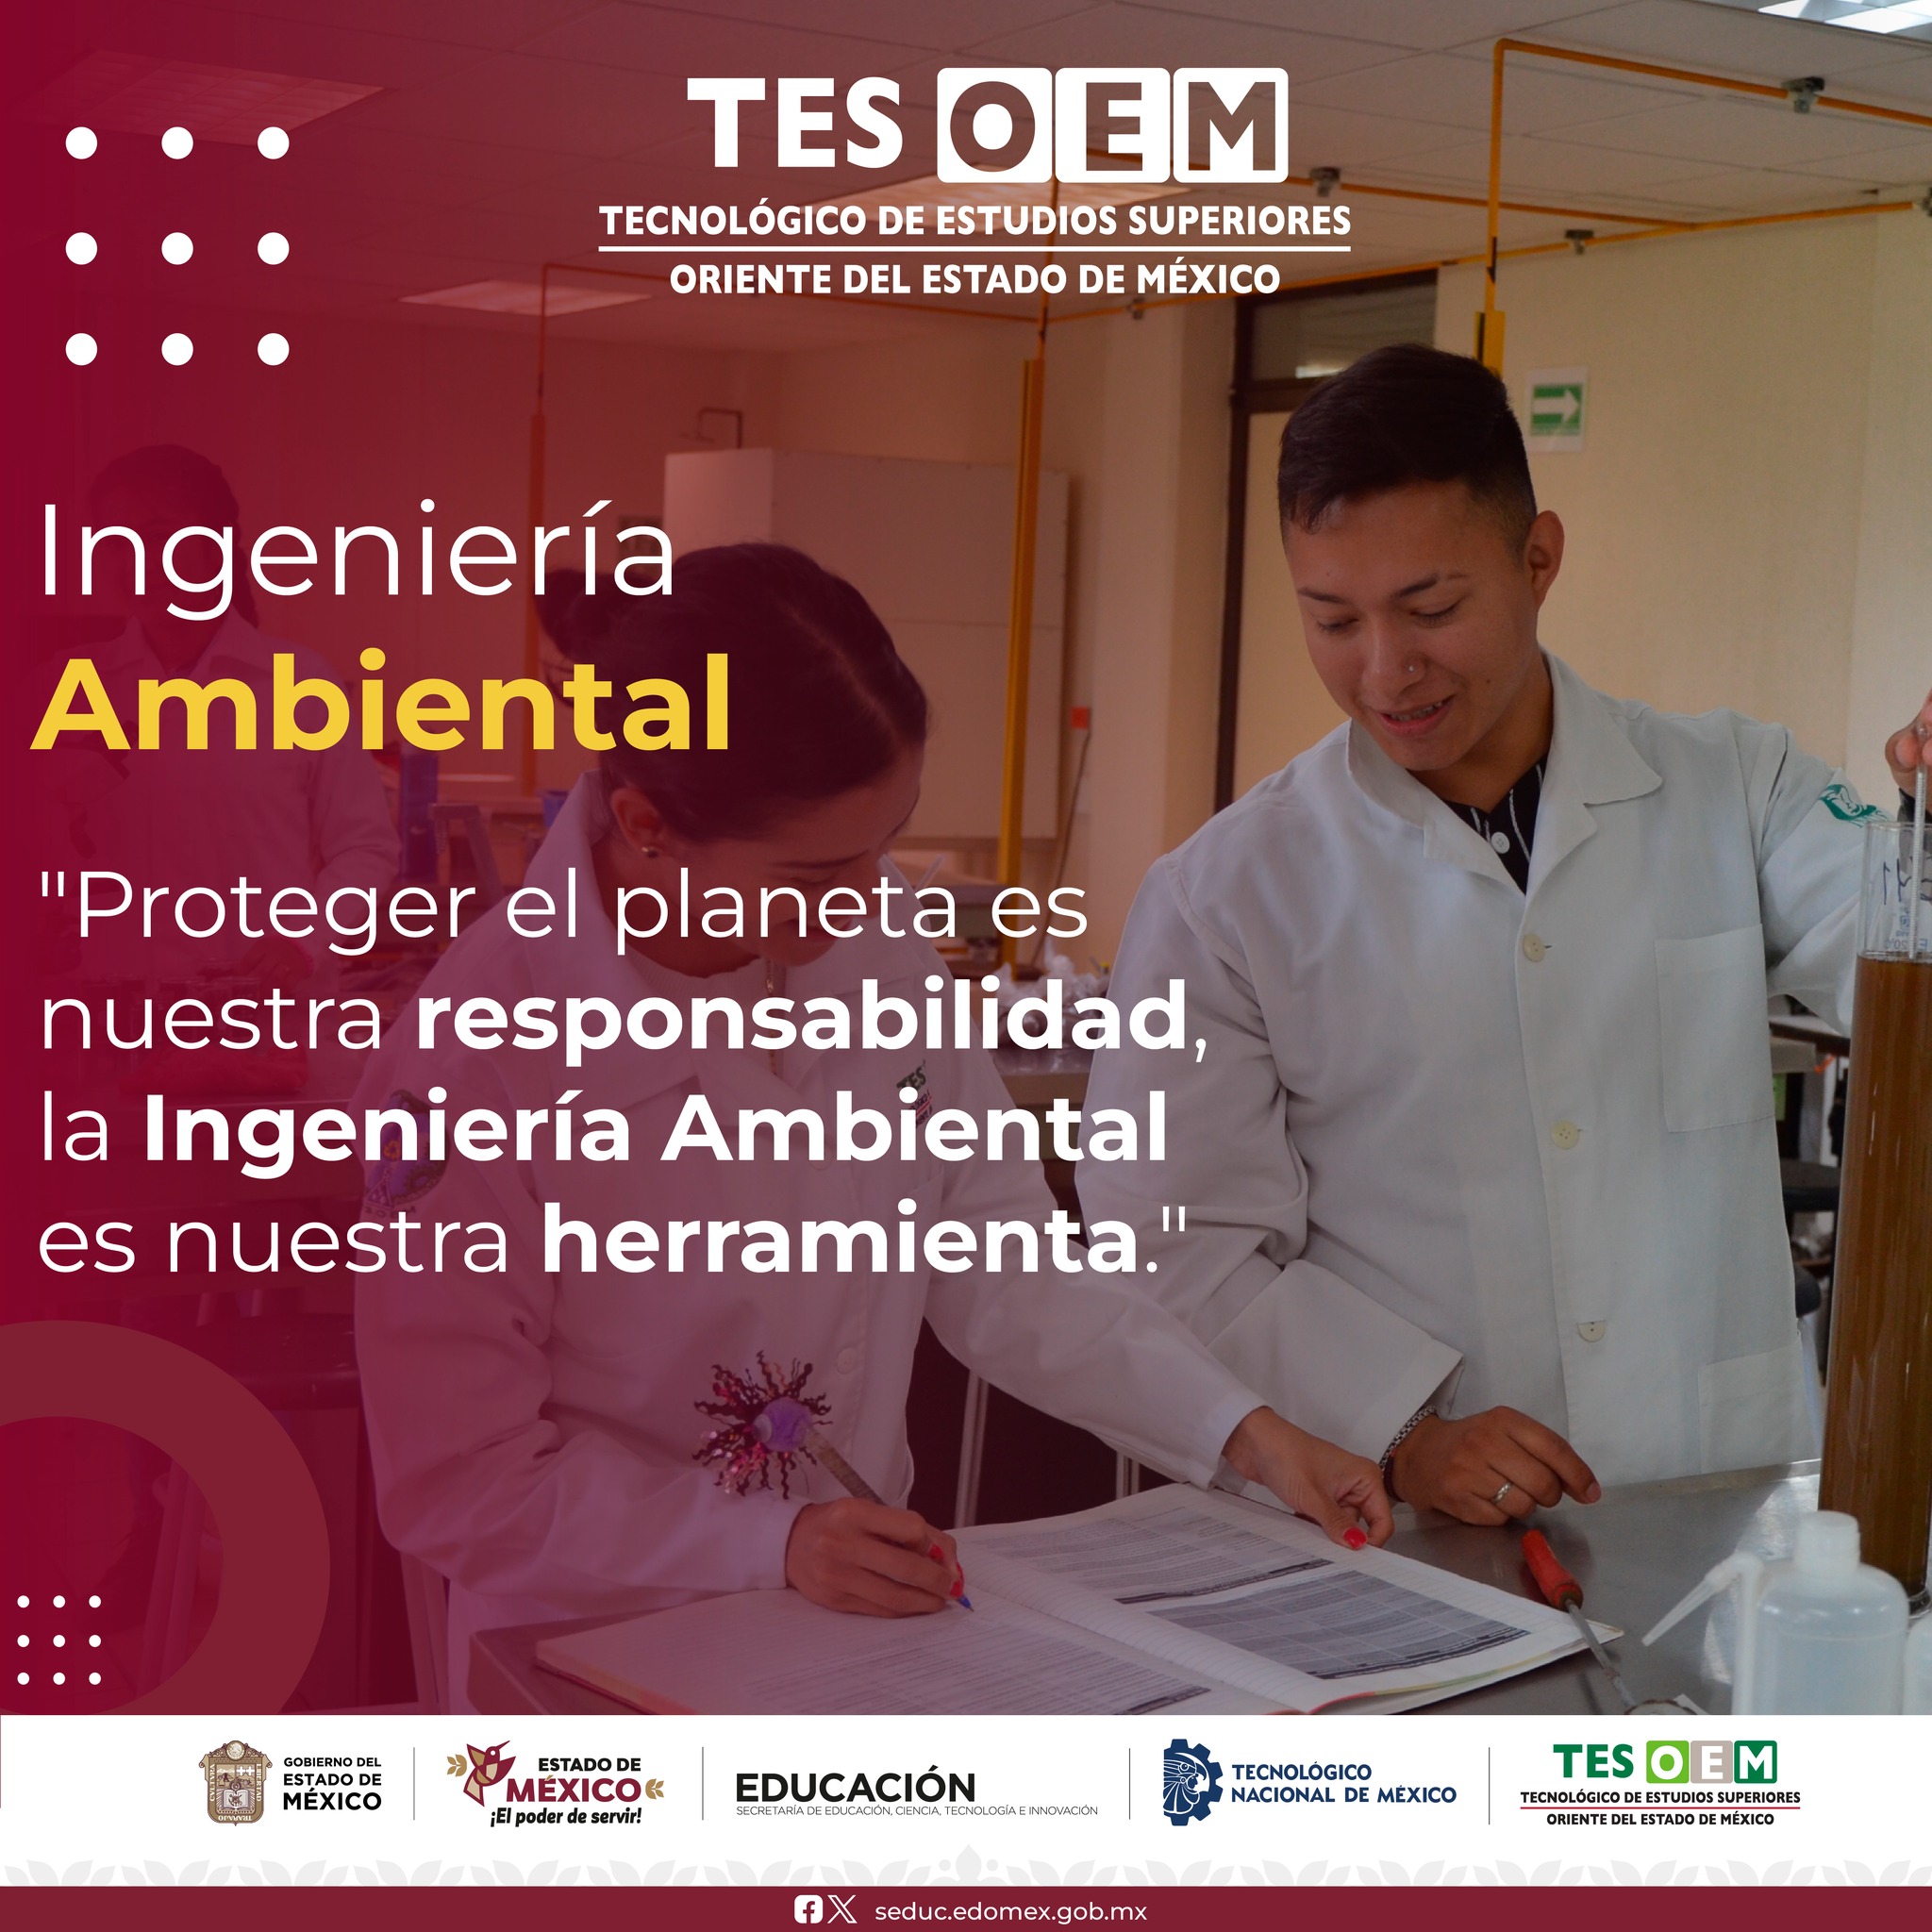 TES OEM
TECNOLÓGICO DE ESTUDIOS SUPERIORES
ORIENTE DEL ESTADO DE MÉXICO
Ingeniería
Ambiental
"Proteger el planeta es
nuestra responsabilidad,
la Ingeniería Ambiental
es nuestra herramienta."
GOBIERNO DEL
ESTADO DE
MÉXICO
ESTADO DE
MÉXICO
¡El poder de servir!
EDUCACIÓN
SECRETARÍA DE EDUCACIÓN, CIENCIA, TECNOLOGÍA E INNOVACIÓN
TECNOLÓGICO
NACIONAL DE MÉXICO
TES OEM
TECNOLÓGICO DE ESTUDIOS SUPERIORES
ORIENTE DEL ESTADO DE MÉXICO
seduc.edomex.gob.mx